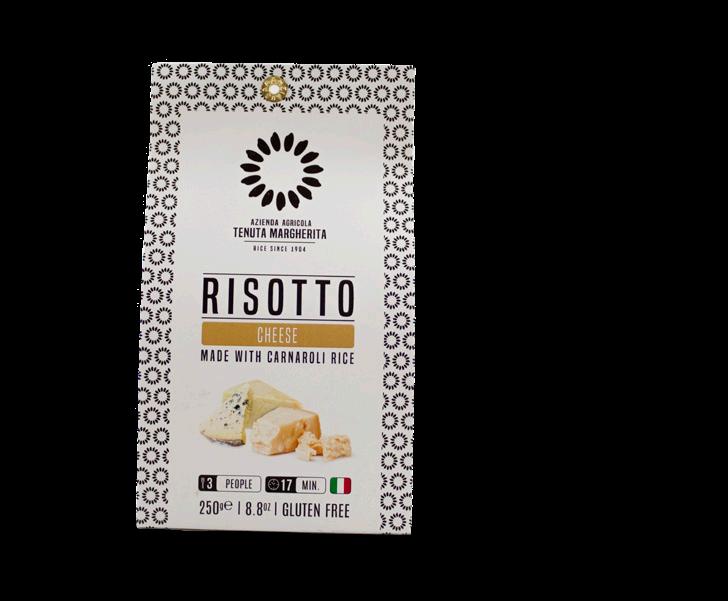 AZIENDA AGRICOLA
TENUTA MARGHERITA
RICE SINCE 1904
RISOTTO
CHEESE
MADE WITH CARNAROLI RICE
3 PEOPLE 17 MIN.
250g℮ | 8.8oz | GLUTEN FREE